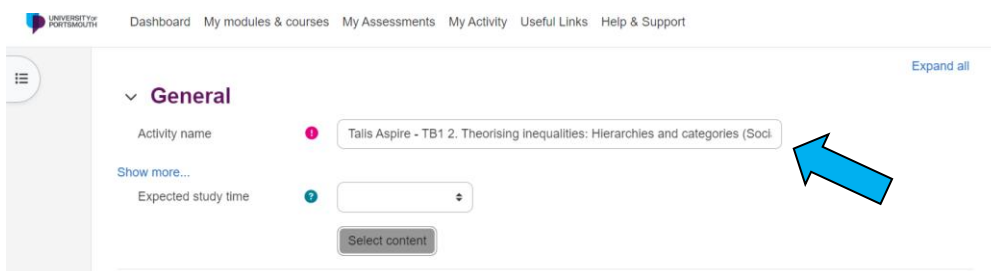 UNIVERSITY OF
PORTSMOUTH
Dashboard My modules & courses My Assessments My Activity Useful Links Help & Support
Expand all
General
Activity name
Talis Aspire - TB1 2. Theorising inequalities: Hierarchies and categories (Soci
Show more...
Expected study time
Select content